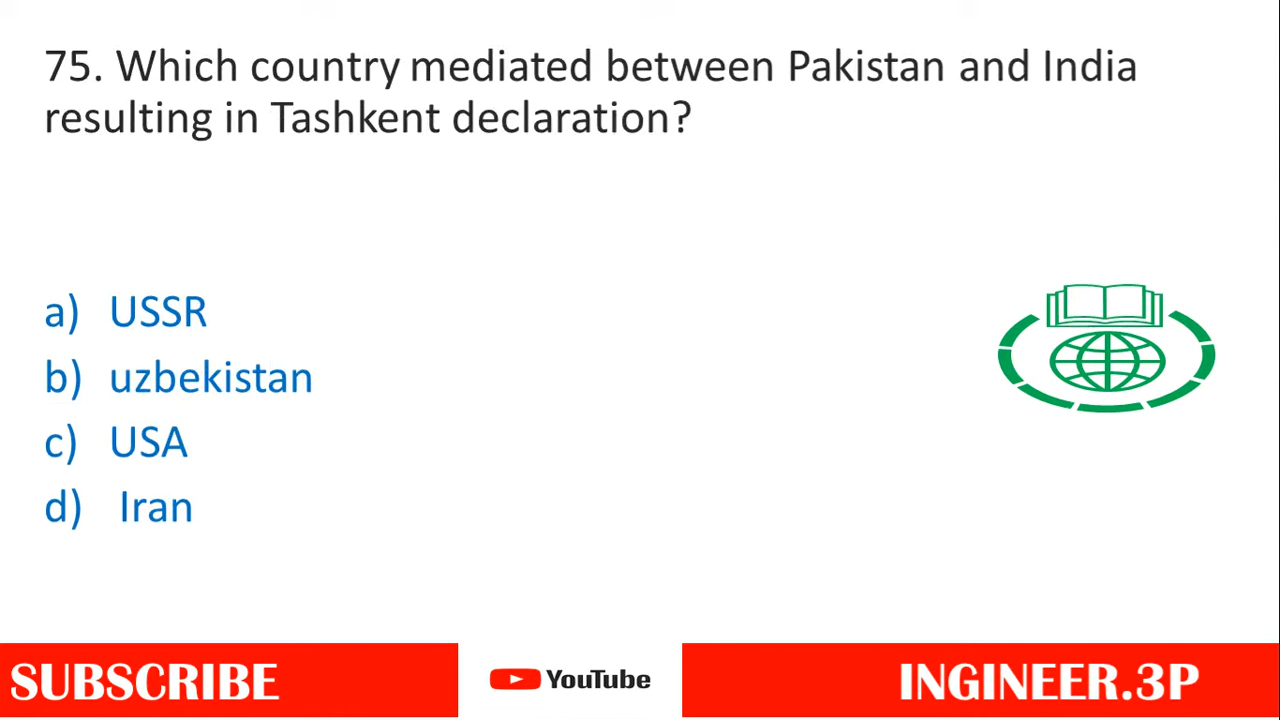 75. Which country mediated between Pakistan and India
resulting in Tashkent declaration?
a) USSR
b) uzbekistan
c) USA
d) Iran
SUBSCRIBE
YouTube
INGINEER.3P